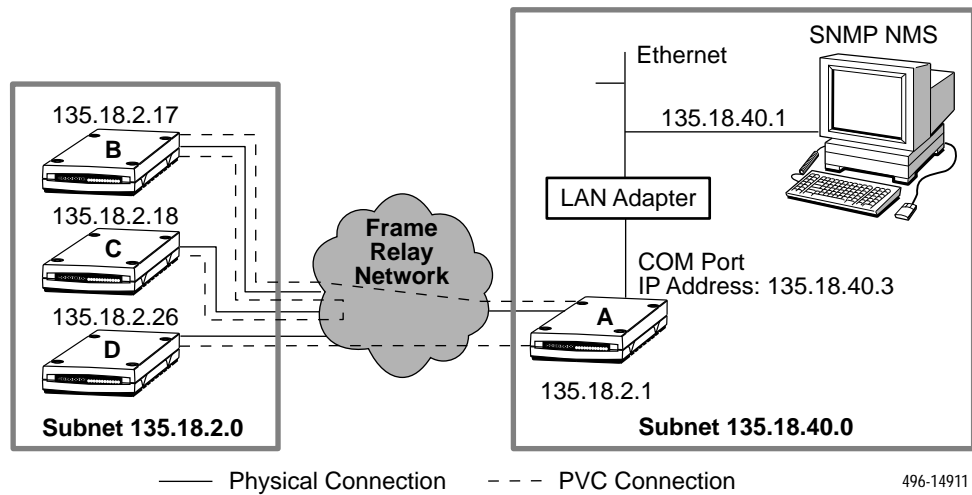 SNMP NMS
Ethernet
135.18.40.1
LAN Adapter
COM Port
IP Address: 135.18.40.3
A
135.18.2.1
Subnet 135.18.40.0
135.18.2.17
B
135.18.2.18
C
135.18.2.26
D
Subnet 135.18.2.0
Frame
Relay
Network
Physical Connection
PVC Connection
496-14911